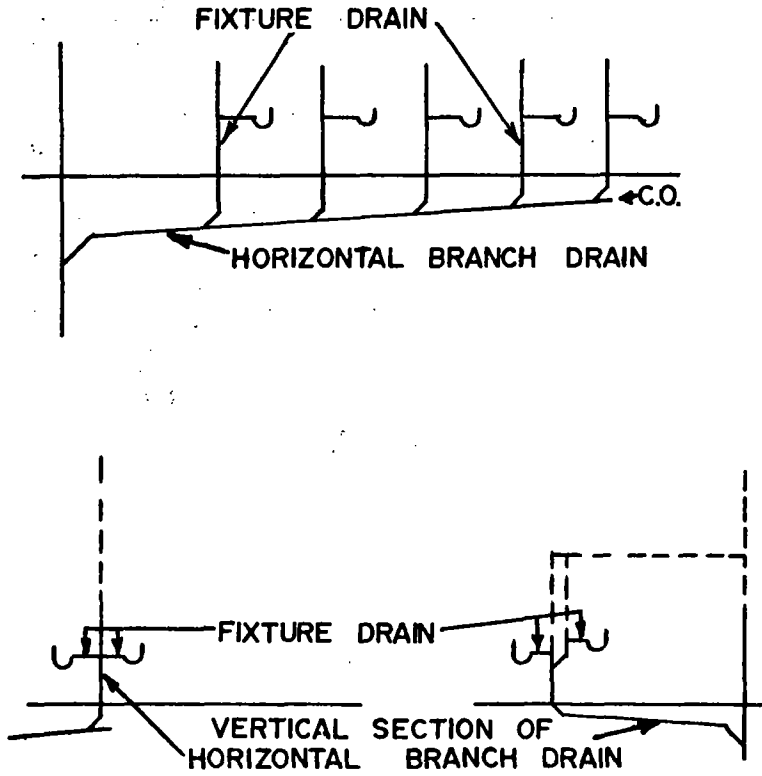 FIXTURE DRAIN
C.O.
HORIZONTAL BRANCH DRAIN
FIXTURE DRAIN
VERTICAL SECTION OF
HORIZONTAL BRANCH DRAIN